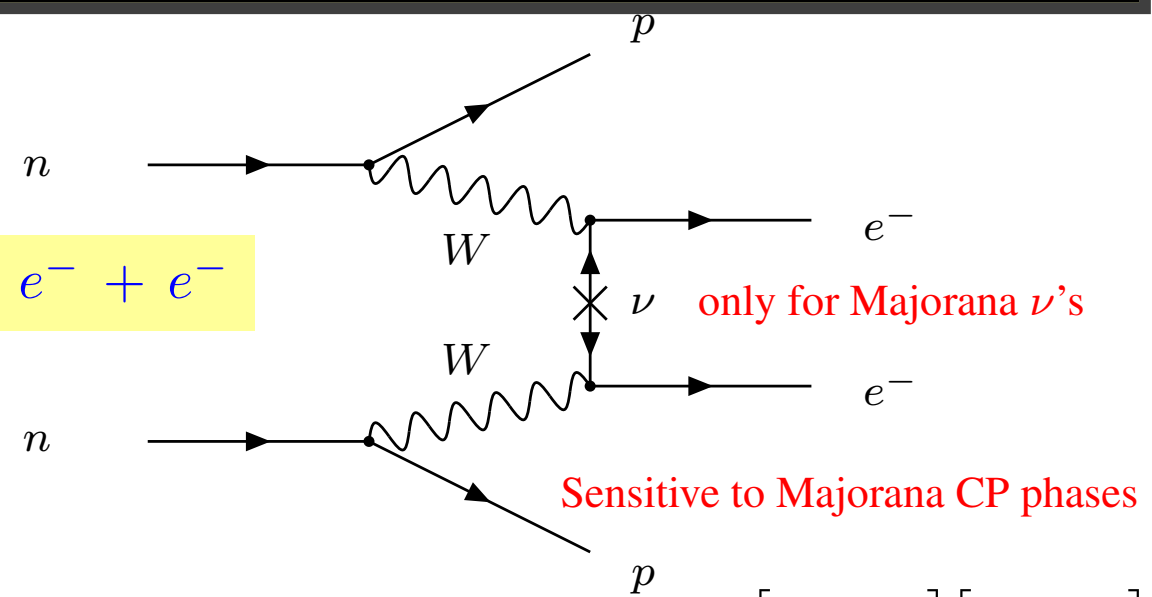 p
n
W
e⁻
e⁻ + e⁻
ν only for Majorana ν's
W
e⁻
n
Sensitive to Majorana CP phases
p